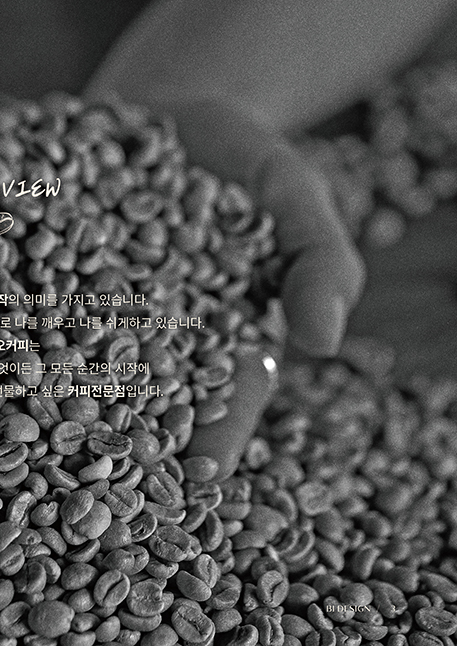 VIEW
작의 의미를 가지고 있습니다.
로 나를 깨우고 나를 쉬게하고 있습니다.
오커피는
엇이든 그 모든 순간의 시작에
선물하고 싶은 커피전문점입니다.
BI DESIGN 3.